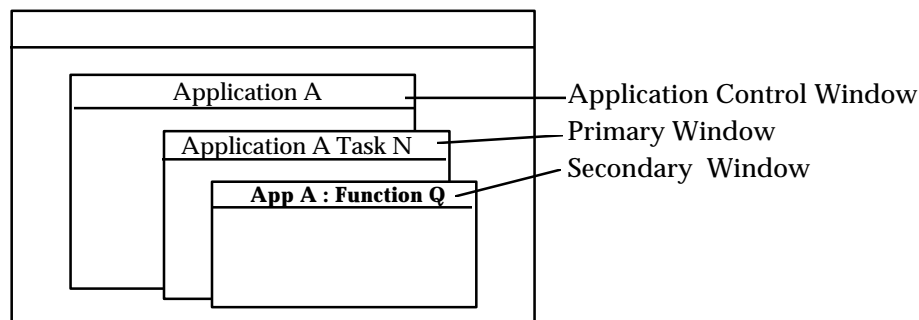 Application A
Application Control Window
Application A Task N
Primary Window
App A : Function Q
Secondary Window